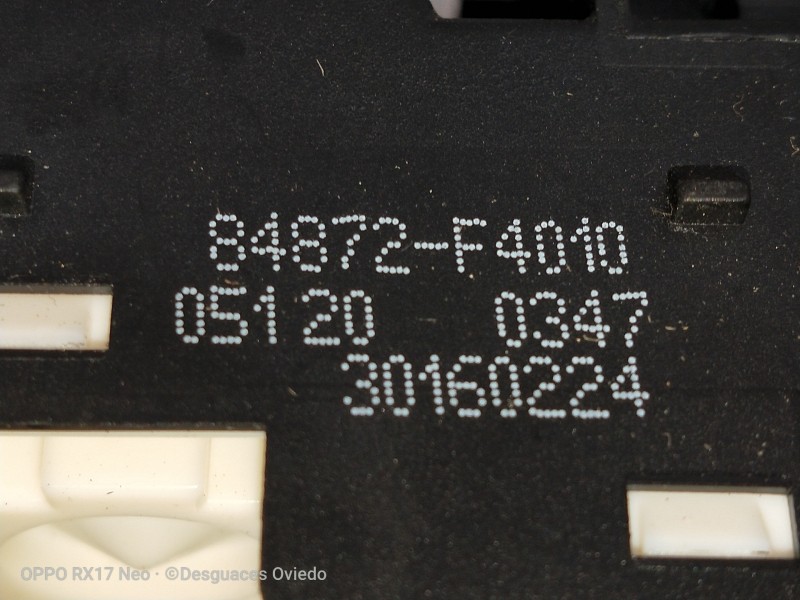 84872-F4010
05120 0347
30160224
OPPO RX17 Neo · ©Desguaces Oviedo